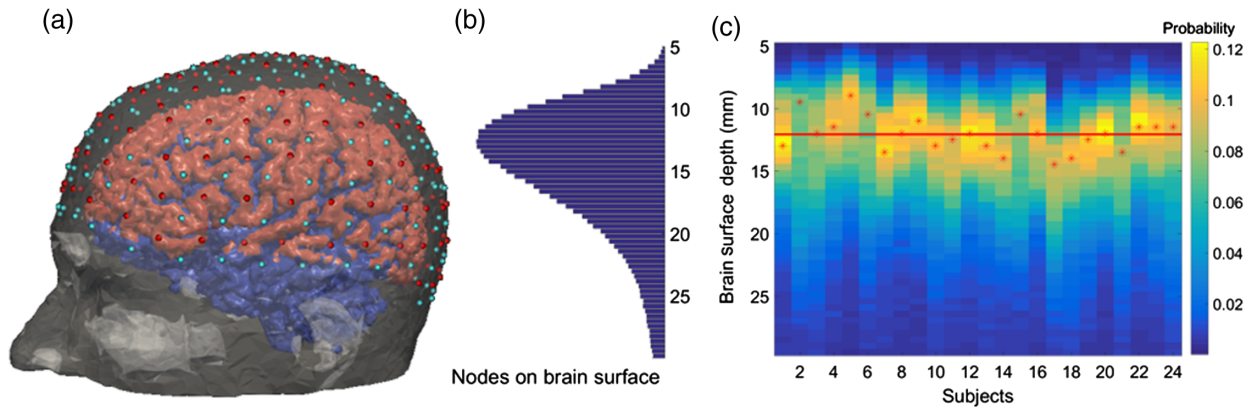 (a)
(b)
5
10
15
20
25
Nodes on brain surface
(c)
Probability
5
10
15
20
25
Brain surface depth (mm)
2 4 6 8 10 12 14 16 18 20 22 24
Subjects
0.12
0.1
0.08
0.06
0.04
0.02